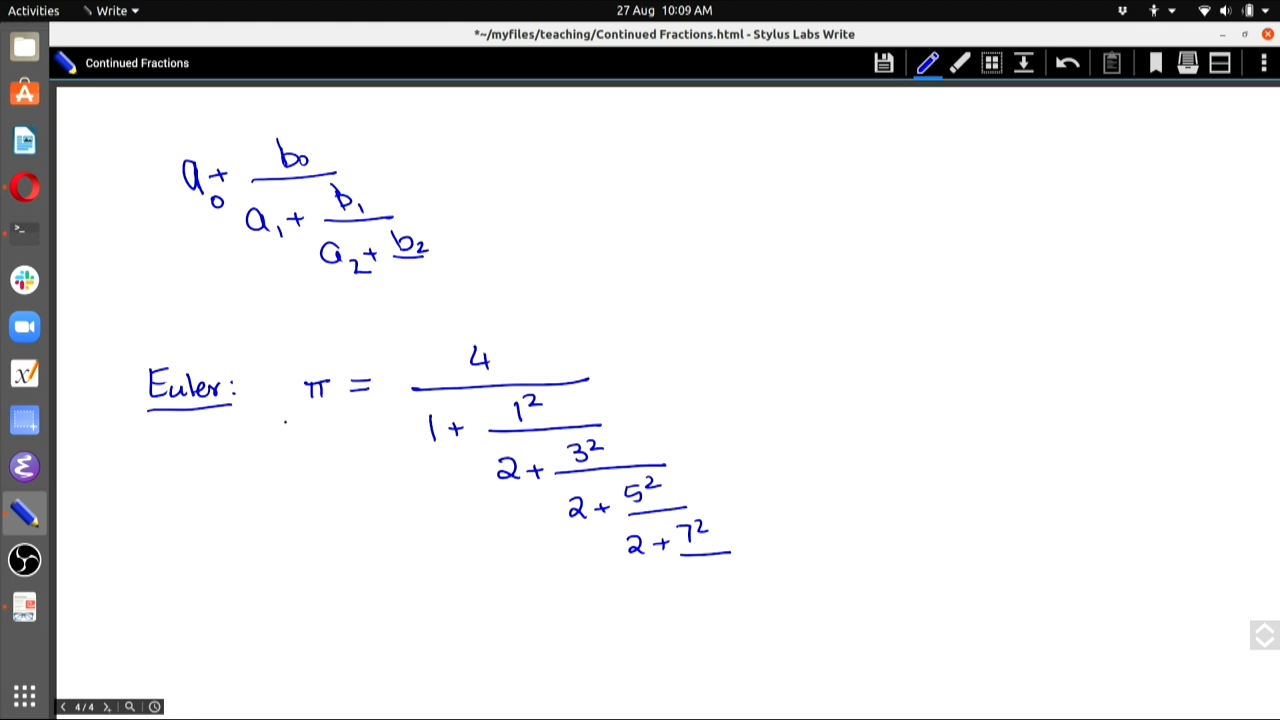 Activities
Write
27 Aug 10:09 AM
*~/myfiles/teaching/Continued Fractions.html - Stylus Labs Write
Continued Fractions
b₀
a₀ +
b₁
a₁ +
a₂ + b₂
4
Euler: π =
1²
1 +
3²
2 +
5²
2 +
7²
2 +
4/4